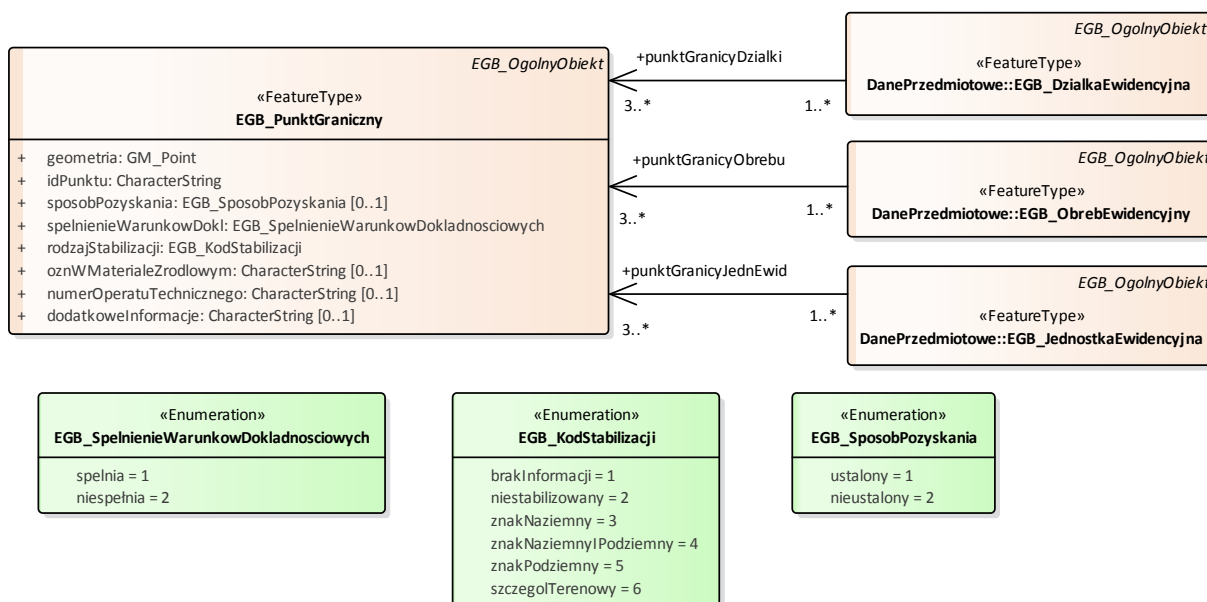 EGB_OgolnyObiekt
«FeatureType»
EGB_PunktGraniczny
+ geometria: GM_Point
+ idPunktu: CharacterString
+ sposobPozyskania: EGB_SposobPozyskania [0..1]
+ spelnienieWarunkowDokl: EGB_SpelnienieWarunkowDokladnosciowych
+ rodzajStabilizacji: EGB_KodStabilizacji
+ oznWMaterialeZrodlowym: CharacterString [0..1]
+ numerOperatuTechnicznego: CharacterString [0..1]
+ dodatkoweInformacje: CharacterString [0..1]
+punktGranicyDzialki
3..*
1..*
EGB_OgolnyObiekt
«FeatureType»
DanePrzedmiotowe::EGB_DzialkaEwidencyjna
+punktGranicyObrebu
3..*
1..*
EGB_OgolnyObiekt
«FeatureType»
DanePrzedmiotowe::EGB_ObrebEwidencyjny
+punktGranicyJednEwid
3..*
1..*
EGB_OgolnyObiekt
«FeatureType»
DanePrzedmiotowe::EGB_JednostkaEwidencyjna
«Enumeration»
EGB_SpelnienieWarunkowDokladnosciowych
spelnia = 1
niespełnia = 2
«Enumeration»
EGB_KodStabilizacji
brakInformacji = 1
niestabilizowany = 2
znakNaziemny = 3
znakNaziemnyIPodziemny = 4
znakPodziemny = 5
szczegolTerenowy = 6
«Enumeration»
EGB_SposobPozyskania
ustalony = 1
nieustalony = 2